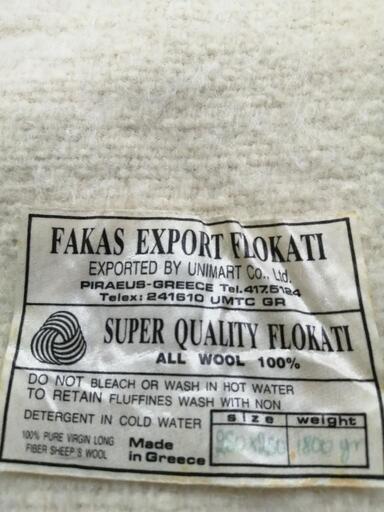 FAKAS EXPORT FLOKATI
EXPORTED BY UNIMART Co., Ltd.
PIRAEUS-GREECE Tel.417.5124
Telex: 241610 UMTC GR
SUPER QUALITY FLOKATI
ALL WOOL 100%
DO NOT BLEACH OR WASH IN HOT WATER
TO RETAIN FLUFFINES WASH WITH NON
DETERGENT IN COLD WATER
100% PURE VIRGIN LONG
FIBER SHEEP'S WOOL
Made
in Greece
size weight
1800 gr